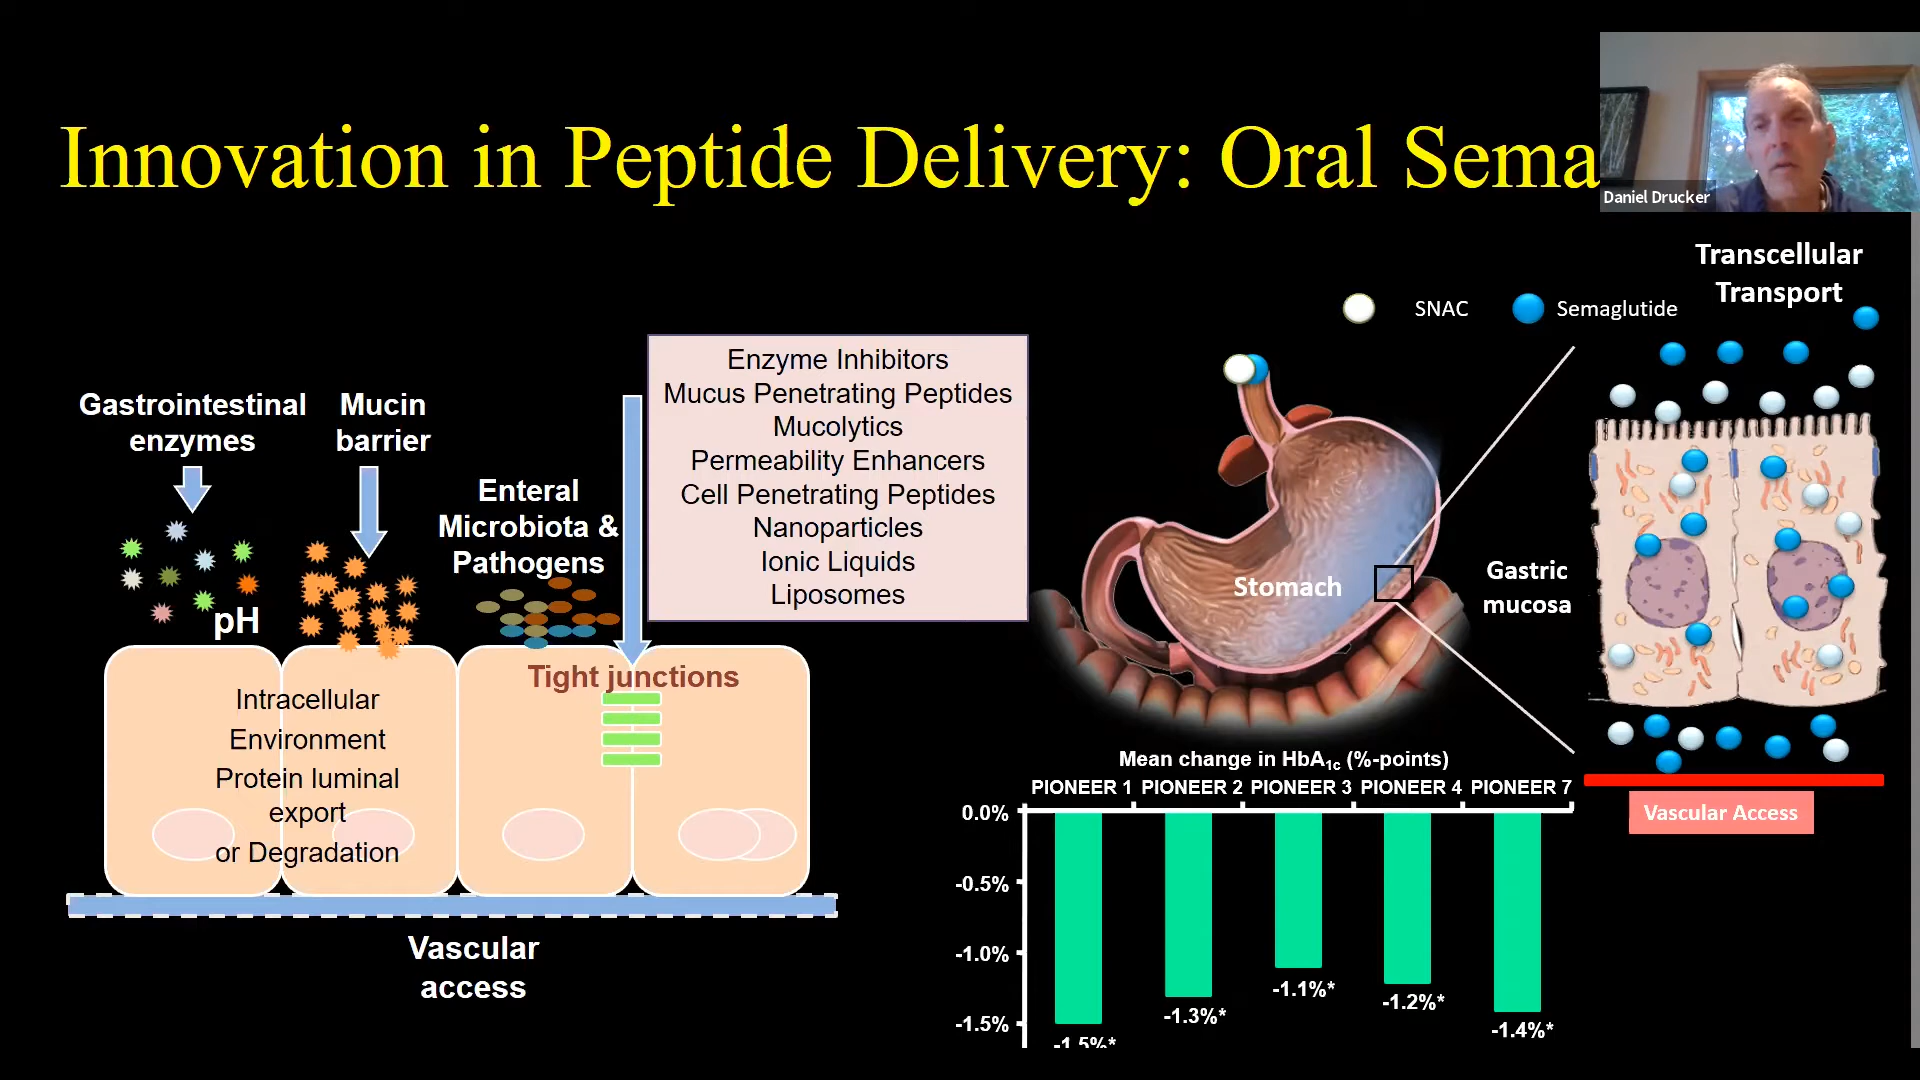 Innovation in Peptide Delivery: Oral Sema
Daniel Drucker
Transcellular
Transport
SNAC
Semaglutide
Enzyme Inhibitors
Mucus Penetrating Peptides
Mucolytics
Permeability Enhancers
Cell Penetrating Peptides
Nanoparticles
Ionic Liquids
Liposomes
Gastrointestinal
enzymes
Mucin
barrier
Enteral
Microbiota &
Pathogens
pH
Tight junctions
Intracellular
Environment
Protein luminal
export
or Degradation
Vascular
access
Stomach
Gastric
mucosa
Vascular Access
Mean change in HbA1c (%-points)
PIONEER 1 PIONEER 2 PIONEER 3 PIONEER 4 PIONEER 7
0.0%
-0.5%
-1.0%
-1.5%
-1.5%*
-1.3%*
-1.1%*
-1.2%*
-1.4%*